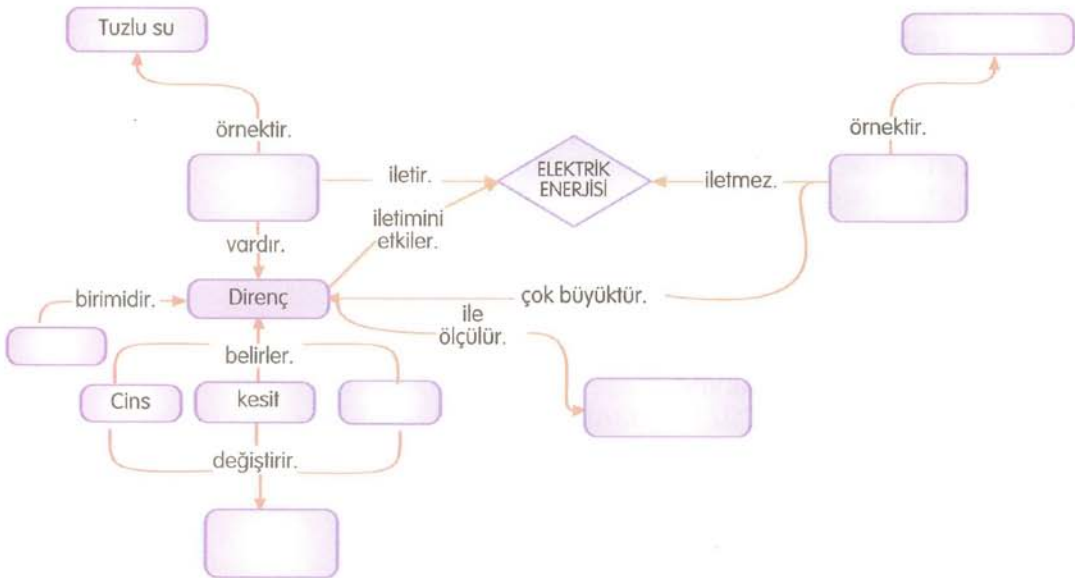 Tuzlu su
örnektir.
örnektir.
iletir.
ELEKTRİK
ENERJİSİ
iletmez.
iletimini
etkiler.
vardır.
birimidir.
Direnç
çok büyüktür.
ile
ölçülür.
belirler.
Cins
kesit
değiştirir.